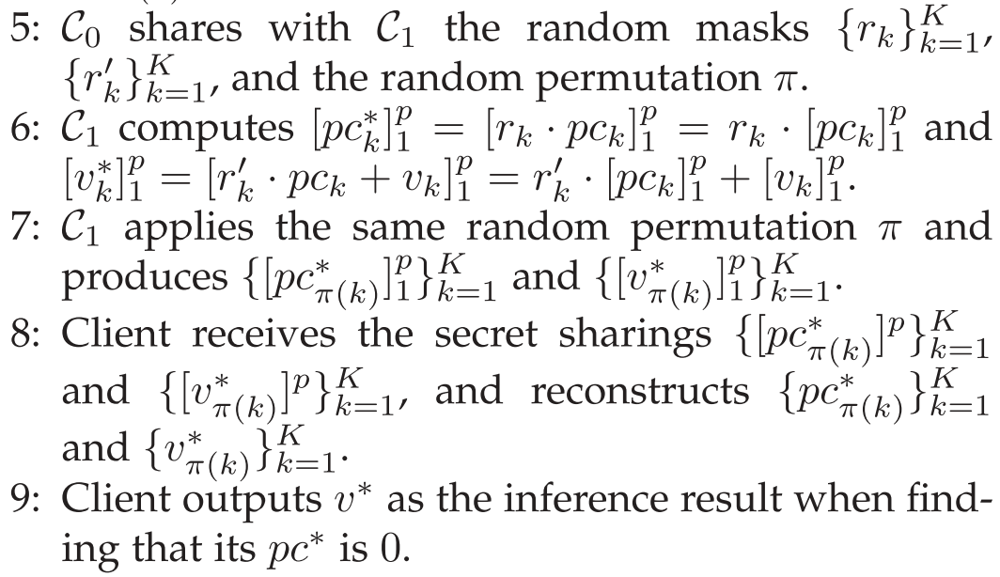 5: $\mathcal{C}_0$ shares with $\mathcal{C}_1$ the random masks $\{r_k\}_{k=1}^{K}$,
$\{r'_k\}_{k=1}^{K}$, and the random permutation $\pi$.
6: $\mathcal{C}_1$ computes $[pc_k^*]_1^p = [r_k \cdot pc_k]_1^p = r_k \cdot [pc_k]_1^p$ and
$[v_k^*]_1^p = [r'_k \cdot pc_k + v_k]_1^p = r'_k \cdot [pc_k]_1^p + [v_k]_1^p$.
7: $\mathcal{C}_1$ applies the same random permutation $\pi$ and
produces $\{[pc_{\pi(k)}^*]_1^p\}_{k=1}^{K}$ and $\{[v_{\pi(k)}^*]_1^p\}_{k=1}^{K}$.
8: Client receives the secret sharings $\{[pc_{\pi(k)}^*]^p\}_{k=1}^{K}$
and $\{[v_{\pi(k)}^*]^p\}_{k=1}^{K}$, and reconstructs $\{pc_{\pi(k)}^*\}_{k=1}^{K}$
and $\{v_{\pi(k)}^*\}_{k=1}^{K}$.
9: Client outputs $v^*$ as the inference result when find-
ing that its $pc^*$ is 0.